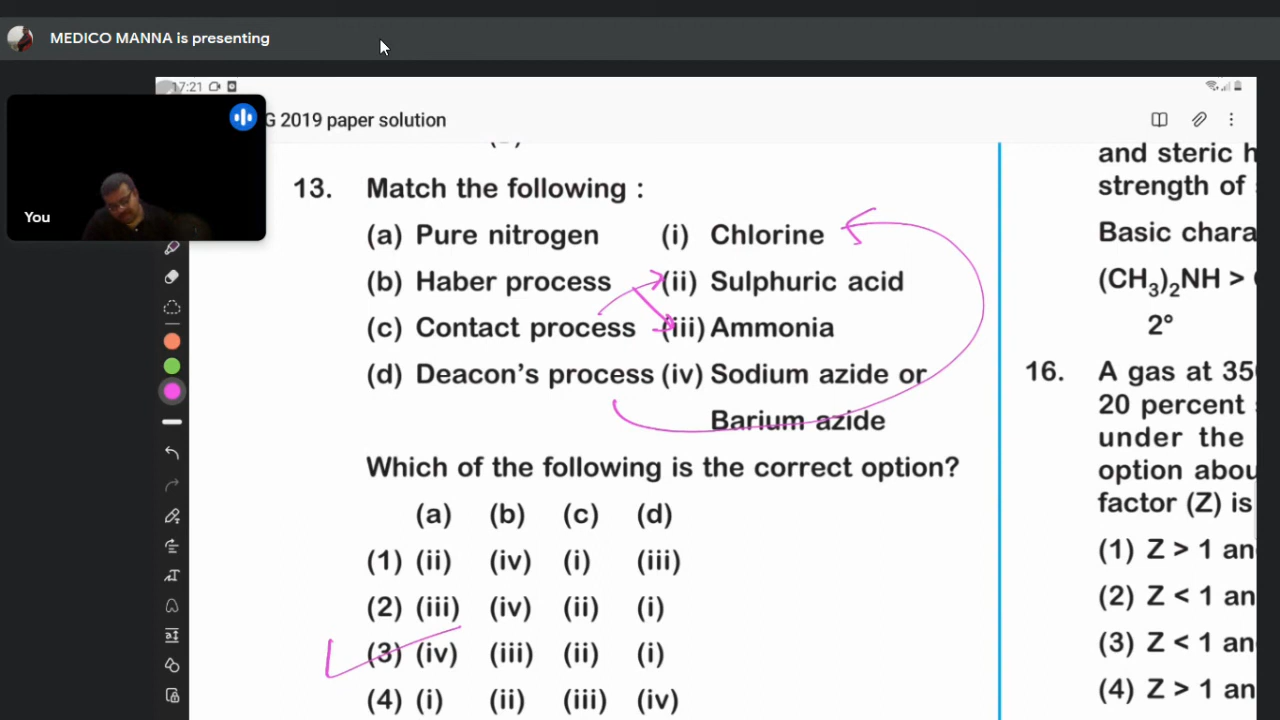 MEDICO MANNA is presenting
17:21
G 2019 paper solution
You
13. Match the following :
(a) Pure nitrogen (i) Chlorine
(b) Haber process (ii) Sulphuric acid
(c) Contact process (iii) Ammonia
(d) Deacon's process (iv) Sodium azide or
Barium azide
Which of the following is the correct option?
(a) (b) (c) (d)
(1) (ii) (iv) (i) (iii)
(2) (iii) (iv) (ii) (i)
(3) (iv) (iii) (ii) (i)
(4) (i) (ii) (iii) (iv)
and steric h
strength of
Basic chara
(CH₃)₂NH >
2°
16. A gas at 35
20 percent
under the
option abou
factor (Z) is
(1) Z > 1 an
(2) Z < 1 an
(3) Z < 1 an
(4) Z > 1 an